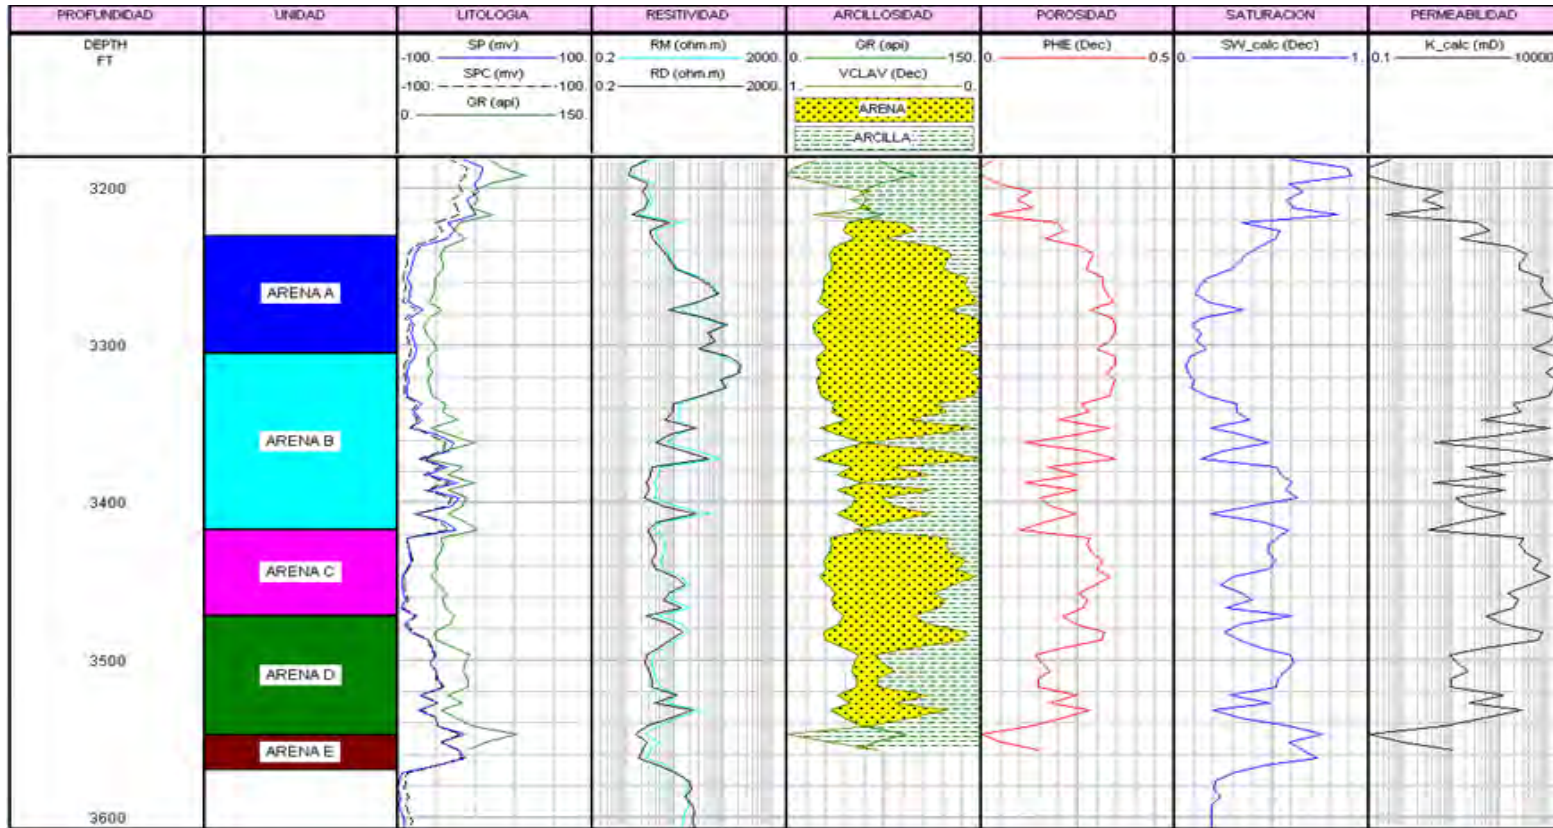 PROFUNDIDAD UNIDAD LITOLOGIA RESITIVIDAD ARCILLOSIDAD POROSIDAD SATURACION PERMEABILIDAD
DEPTH
FT
SP (mv)
-100. 100.
SPC (mv)
-100. 100.
GR (api)
0. 150.
RM (ohm.m)
0.2 2000.
RD (ohm.m)
0.2 2000.
GR (api)
0. 150.
VCLAV (Dec)
1. 0.
ARENA
ARCILLA
PHIE (Dec)
0. 0.5
SW_calc (Dec)
0. 1.
K_calc (mD)
0.1 10000
3200
ARENA A
3300
ARENA B
3400
ARENA C
3500
ARENA D
ARENA E
3600